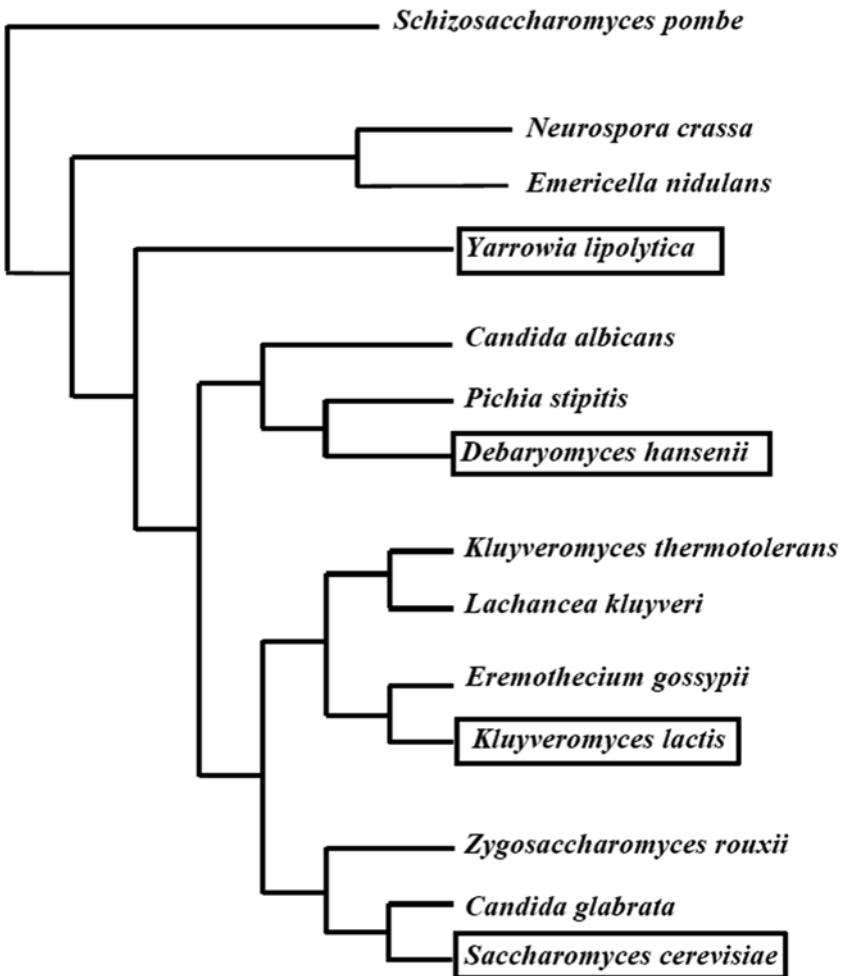 Schizosaccharomyces pombe
Neurospora crassa
Emericella nidulans
Yarrowia lipolytica
Candida albicans
Pichia stipitis
Debaryomyces hansenii
Kluyveromyces thermotolerans
Lachancea kluyveri
Eremothecium gossypii
Kluyveromyces lactis
Zygosaccharomyces rouxii
Candida glabrata
Saccharomyces cerevisiae